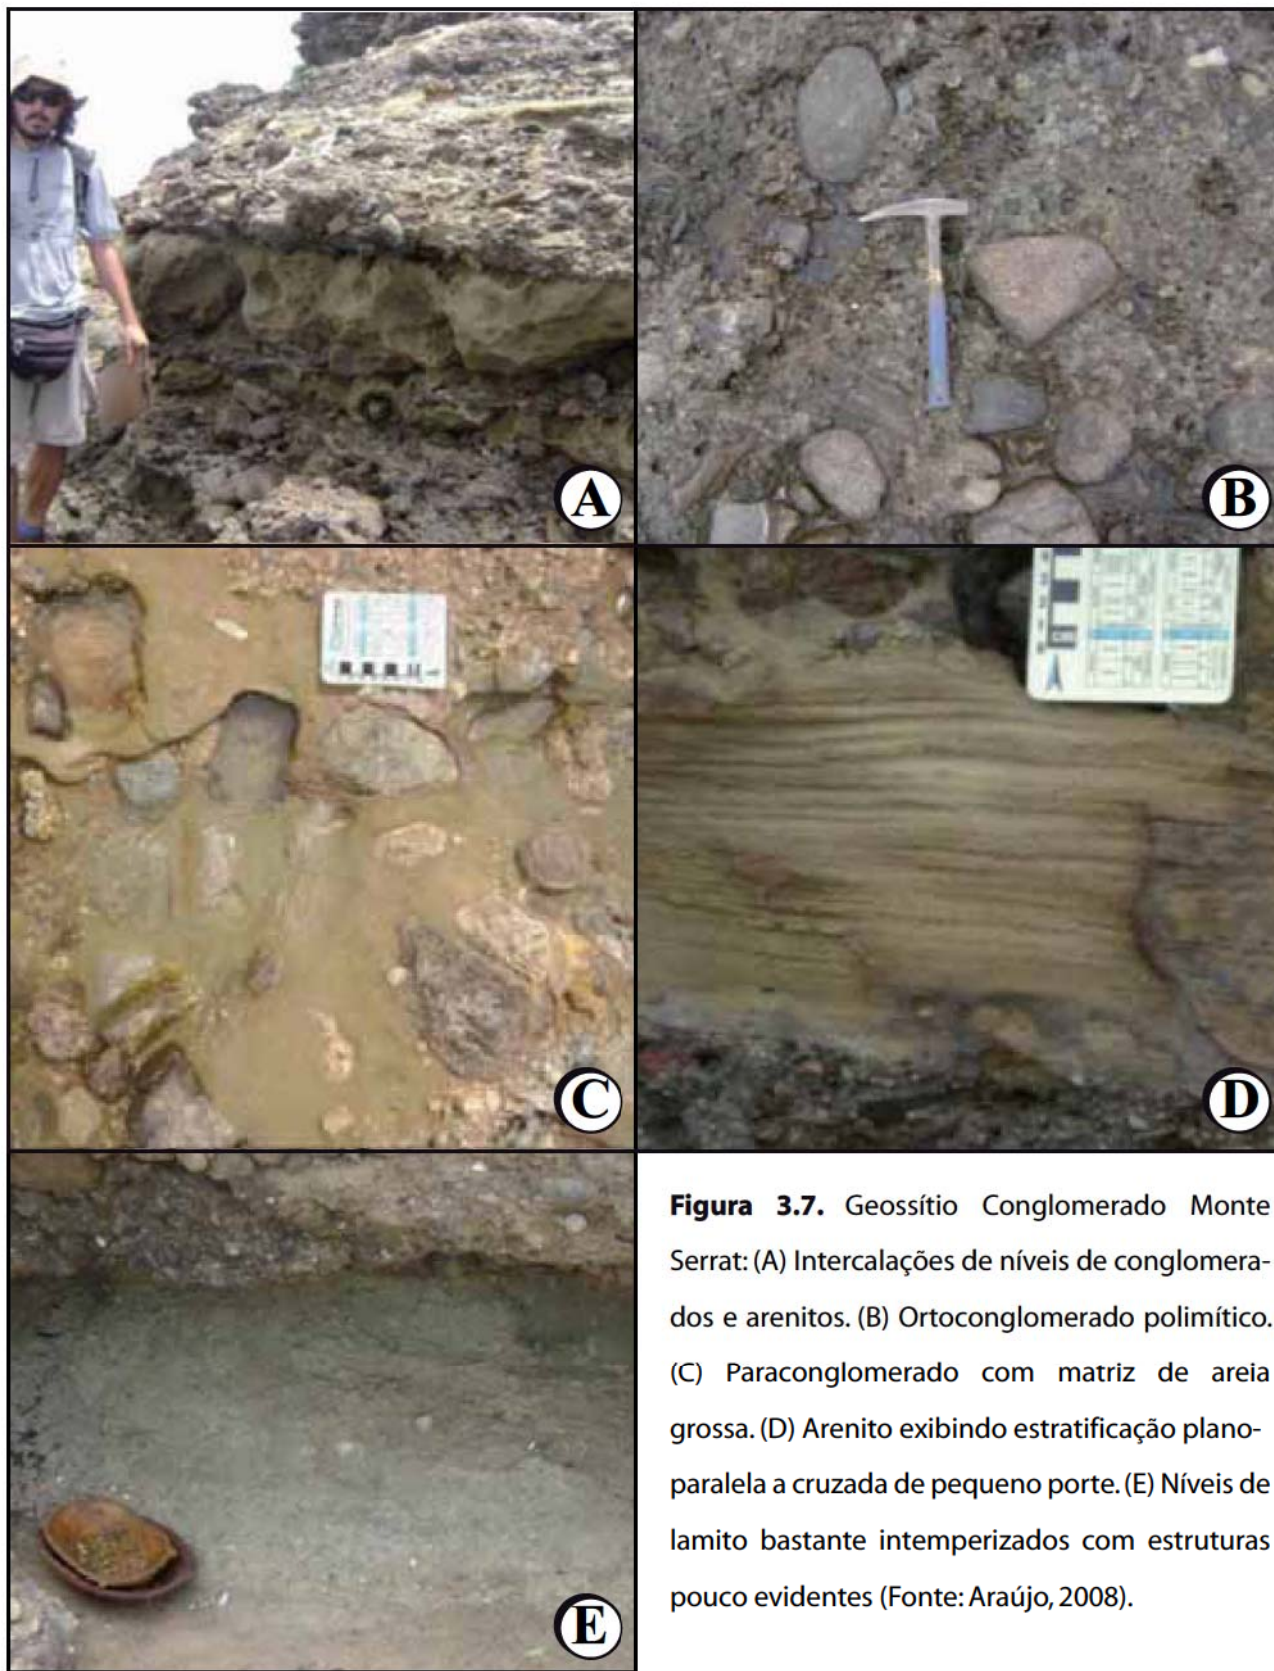 A
B
C
D
E
Figura 3.7. Geossítio Conglomerado Monte
Serrat: (A) Intercalações de níveis de conglomera-
dos e arenitos. (B) Ortoconglomerado polimítico.
(C) Paraconglomerado com matriz de areia
grossa. (D) Arenito exibindo estratificação plano-
paralela a cruzada de pequeno porte. (E) Níveis de
lamito bastante intemperizados com estruturas
pouco evidentes (Fonte: Araújo, 2008).